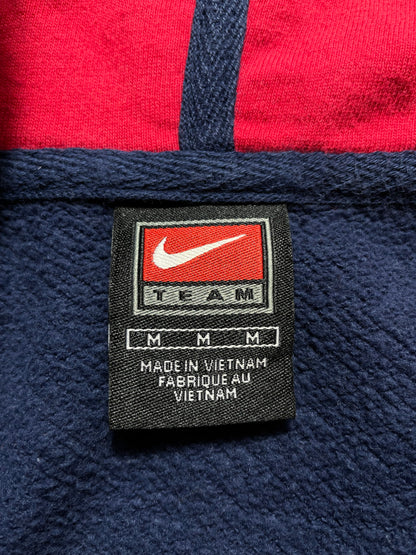 TEAM
M M M
MADE IN VIETNAM
FABRIQUE AU
VIETNAM